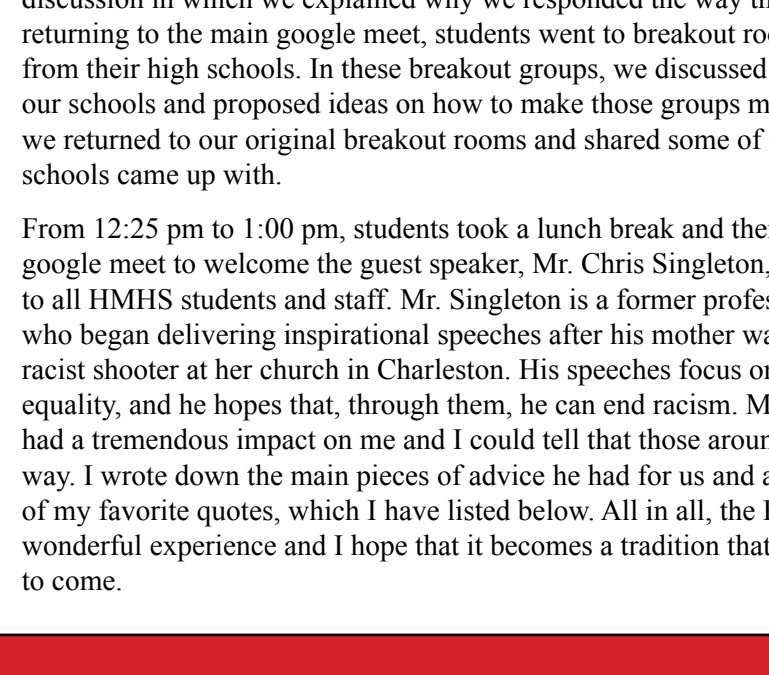 discussion in which we explained why we responded the way
returning to the main google meet, students went to breakout
from their high schools. In these breakout groups, we discussed
our schools and proposed ideas on how to make those groups
we returned to our original breakout rooms and shared some of
schools came up with.
From 12:25 pm to 1:00 pm, students took a lunch break and
google meet to welcome the guest speaker, Mr. Chris Singleton,
to all HMHS students and staff. Mr. Singleton is a former
who began delivering inspirational speeches after his mother
racist shooter at her church in Charleston. His speeches focus
equality, and he hopes that, through them, he can end racism.
had a tremendous impact on me and I could tell that those
way. I wrote down the main pieces of advice he had for us and
of my favorite quotes, which I have listed below. All in all, the
wonderful experience and I hope that it becomes a tradition that
to come.